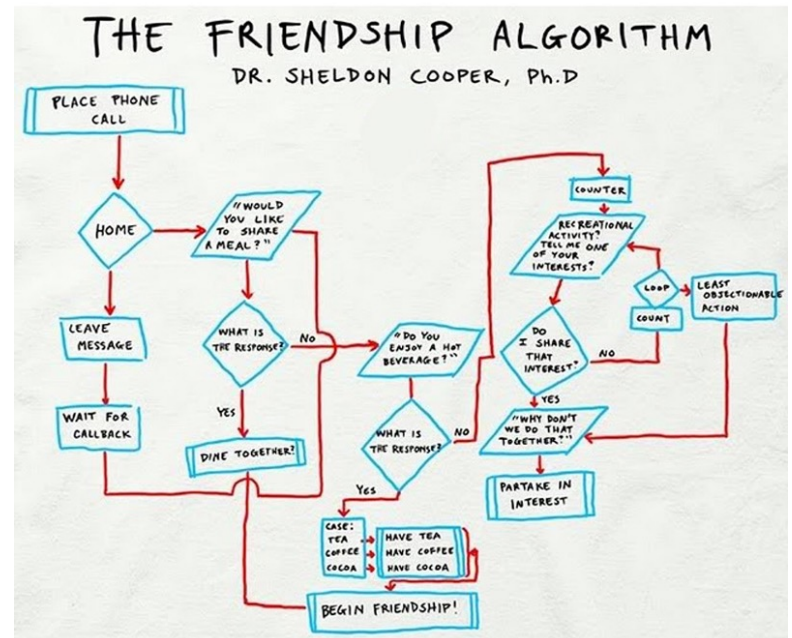 THE FRIENDSHIP ALGORITHM
DR. SHELDON COOPER, Ph.D
PLACE PHONE
CALL
HOME
"WOULD
YOU LIKE
TO SHARE
A MEAL?"
LEAVE
MESSAGE
WAIT FOR
CALLBACK
WHAT IS
THE RESPONSE?
NO
YES
DINE TOGETHER?
"DO YOU
ENJOY A HOT
BEVERAGE?"
WHAT IS
THE RESPONSE?
NO
YES
CASE:
TEA
COFFEE
COCOA
HAVE TEA
HAVE COFFEE
HAVE COCOA
BEGIN FRIENDSHIP!
COUNTER
RECREATIONAL
ACTIVITY?
TELL ME ONE
OF YOUR
INTERESTS?
LOOP
COUNT
LEAST
OBJECTIONABLE
ACTION
DO
I SHARE
THAT
INTEREST?
NO
YES
"WHY DON'T
WE DO THAT
TOGETHER?"
PARTAKE IN
INTEREST